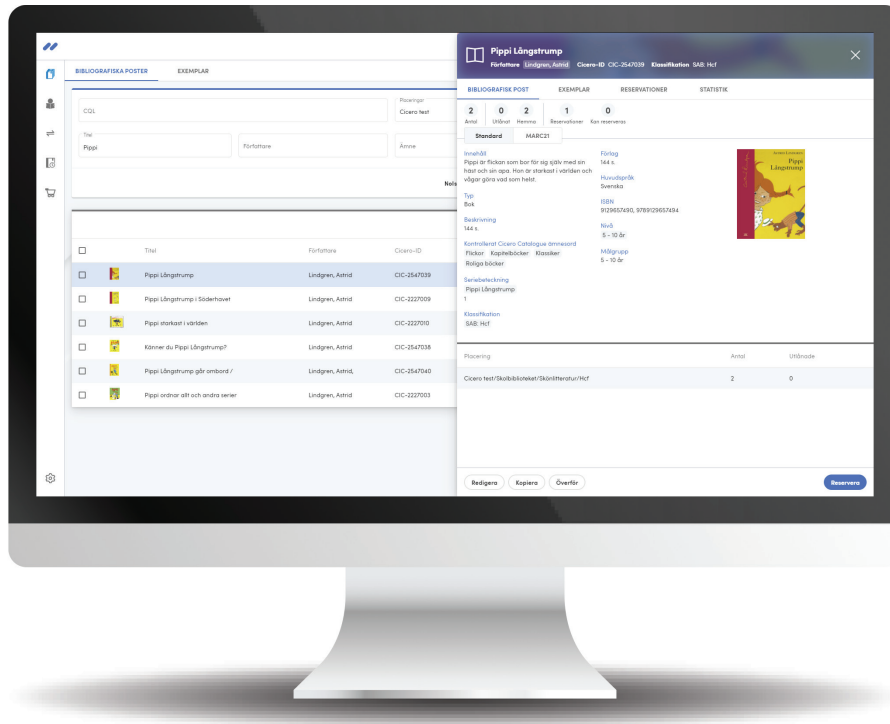 BIBLIOGRAFISKA POSTER
EXEMPLAR
CQL
Placeringar
Cicero test
Titel
Pippi
Författare
Ämne
Titel
Författare
Cicero-ID
Pippi Långstrump
Lindgren, Astrid
CIC-2547039
Pippi Långstrump i Söderhavet
Lindgren, Astrid
CIC-2227009
Pippi starkast i världen
Lindgren, Astrid
CIC-2227010
Känner du Pippi Långstrump?
Lindgren, Astrid
CIC-2547038
Pippi Långstrump går ombord /
Lindgren, Astrid,
CIC-2547040
Pippi ordnar allt och andra serier
Lindgren, Astrid
CIC-2227003
Pippi Långstrump
Författare Lindgren, Astrid Cicero-ID CIC-2547039 Klassifikation SAB: Hcf
BIBLIOGRAFISK POST
EXEMPLAR
RESERVATIONER
STATISTIK
2 0 2 1 0
Antal Utlånat Hemma Reservationer Kan reserveras
Standard
MARC21
Innehåll
Pippi är flickan som bor för sig själv med sin
häst och sin apa. Hon är starkast i världen och
vågar göra vad som helst.
Typ
Bok
Beskrivning
144 s.
Kontrollerat Cicero Catalogue ämnesord
Flickor Kapitelböcker Klassiker
Roliga böcker
Seriebeteckning
Pippi Långstrump
1
Klassifikation
SAB: Hcf
Förlag
144 s.
Huvudspråk
Svenska
ISBN
9129657490, 9789129657494
Nivå
5 - 10 år
Målgrupp
5 - 10 år
Pippi
Långstrump
Placering
Antal
Utlånade
Cicero test/Skolbiblioteket/Skönlitteratur/Hcf
2
0
Redigera
Kopiera
Överför
Reservera